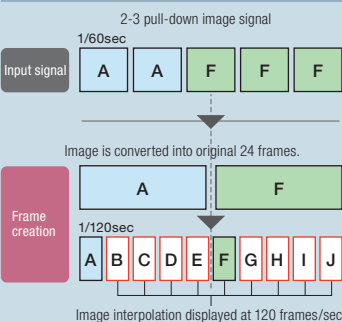 2-3 pull-down image signal
1/60sec
Input signal
A A F F F
Image is converted into original 24 frames.
A F
Frame
creation
1/120sec
A B C D E F G H I J
Image interpolation displayed at 120 frames/sec